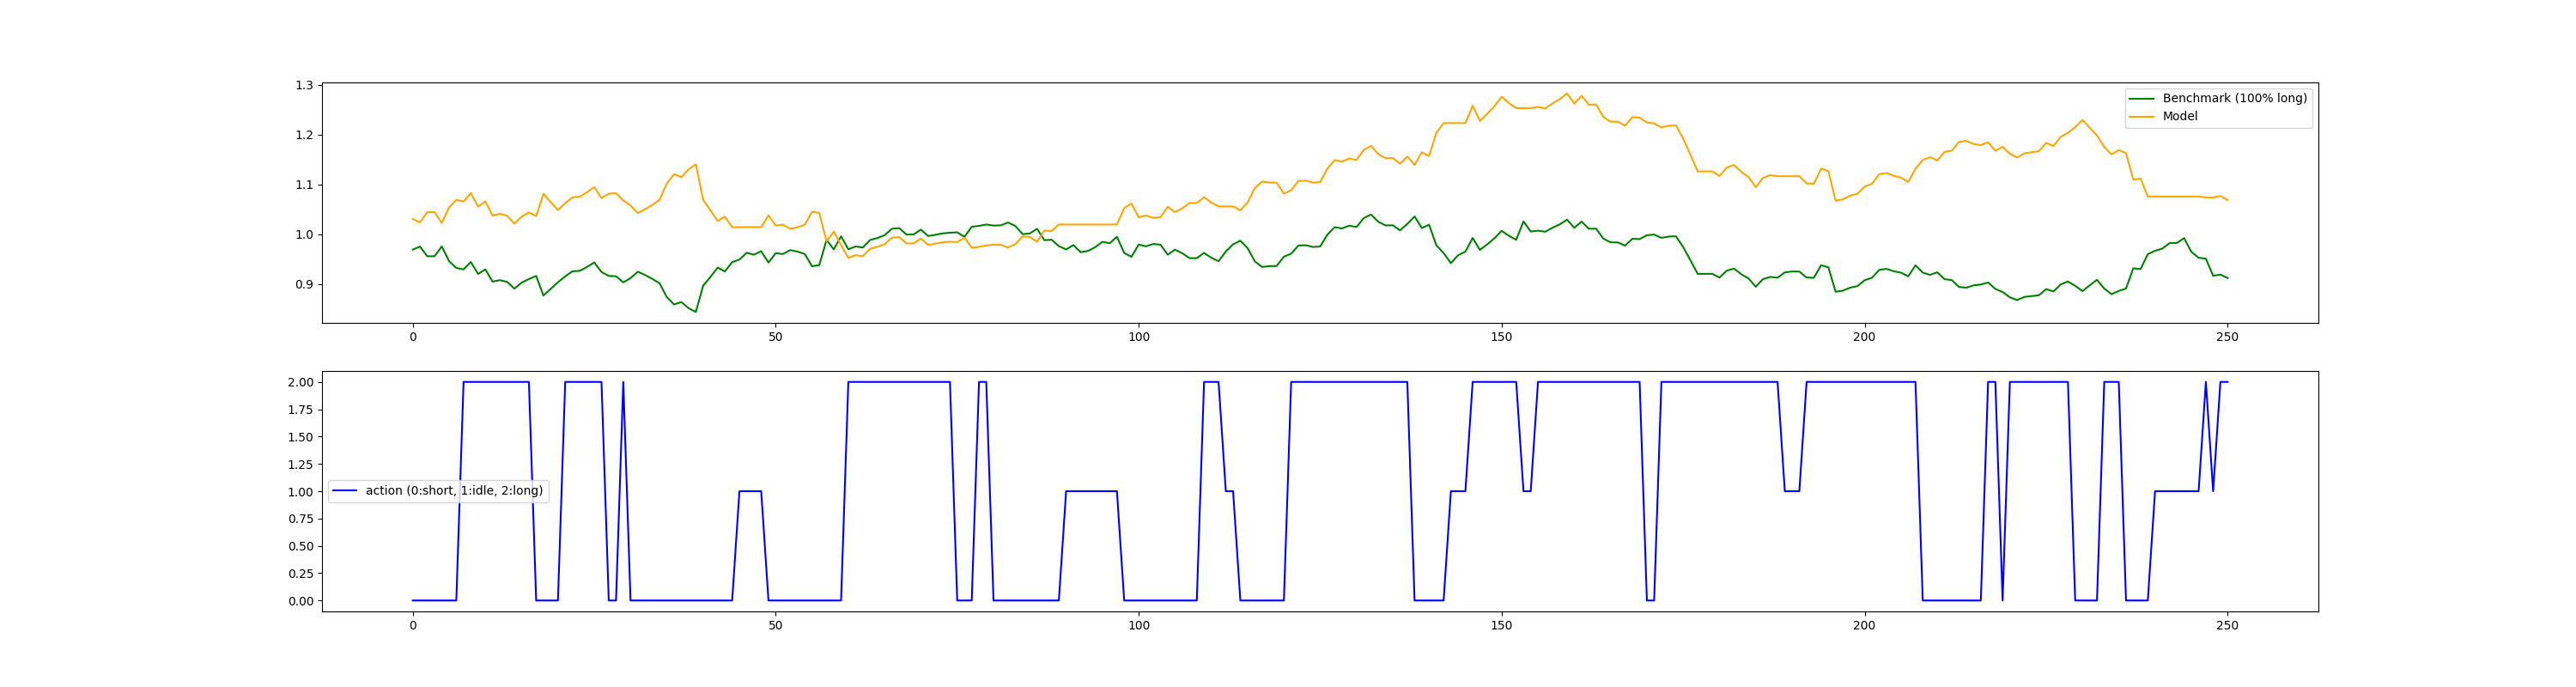 1.3
1.2
1.1
1.0
0.9
Benchmark (100% long)
Model
0 50 100 150 200 250
2.00
1.75
1.50
1.25
1.00
0.75
0.50
0.25
0.00
action (0:short, 1:idle, 2:long)
0 50 100 150 200 250